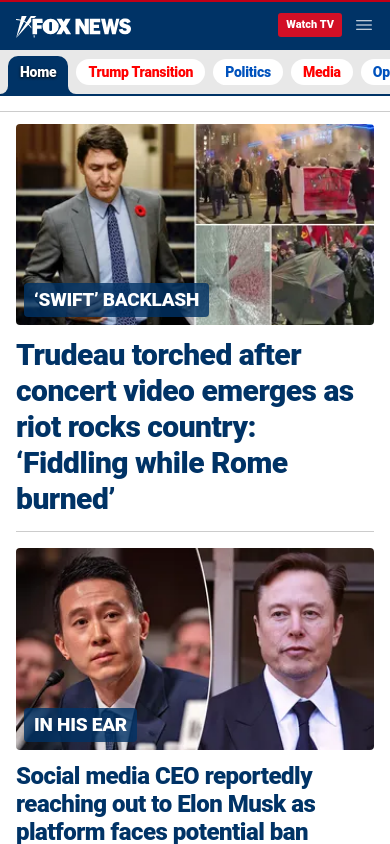 FOX NEWS
Watch TV
Home
Trump Transition
Politics
Media
Op
‘SWIFT’ BACKLASH
Trudeau torched after
concert video emerges as
riot rocks country:
‘Fiddling while Rome
burned’
IN HIS EAR
Social media CEO reportedly
reaching out to Elon Musk as
platform faces potential ban